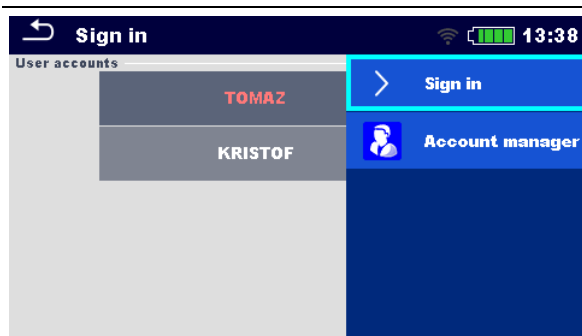 Sign in
13:38
User accounts
TOMAZ
KRISTOF
Sign in
Account manager